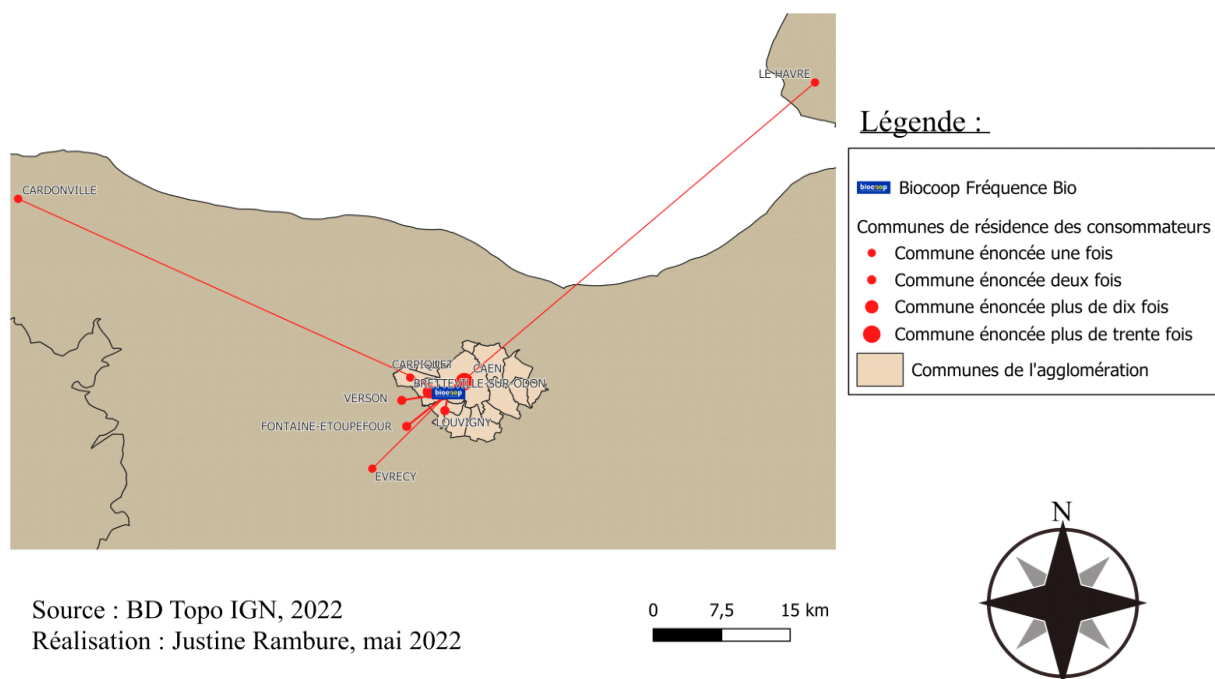 LE HAVRE
CARDONVILLE
CARPIQUET
CAEN
BRETTEVILLE-SUR-ODON
biocoop
VERSON
LOUVIGNY
FONTAINE-ETOUPEFOUR
EVRECY
Légende :
biocoop Biocoop Fréquence Bio
Communes de résidence des consommateurs
Commune énoncée une fois
Commune énoncée deux fois
Commune énoncée plus de dix fois
Commune énoncée plus de trente fois
Communes de l'agglomération
N
Source : BD Topo IGN, 2022
Réalisation : Justine Rambure, mai 2022
0 7,5 15 km